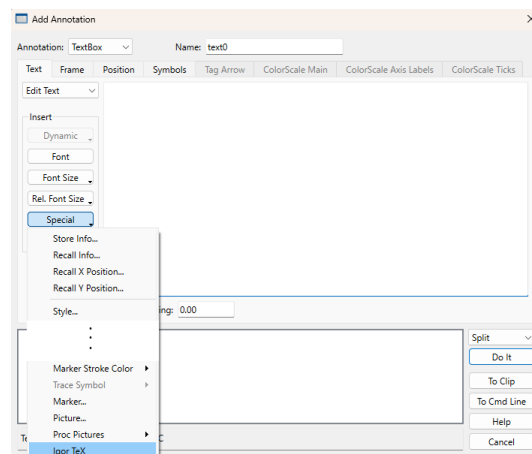 Add Annotation
Annotation: TextBox Name: text0
Text Frame Position Symbols Tag Arrow ColorScale Main ColorScale Axis Labels ColorScale Ticks
Edit Text
Insert
Dynamic
Font
Font Size
Rel. Font Size
Special
Store Info...
Recall Info...
Recall X Position...
Recall Y Position...
Style...
ing: 0.00
Split
Marker Stroke Color
Do It
Trace Symbol
To Clip
Marker...
To Cmd Line
Picture...
Help
Proc Pictures
Te C
Cancel
Igor TeX